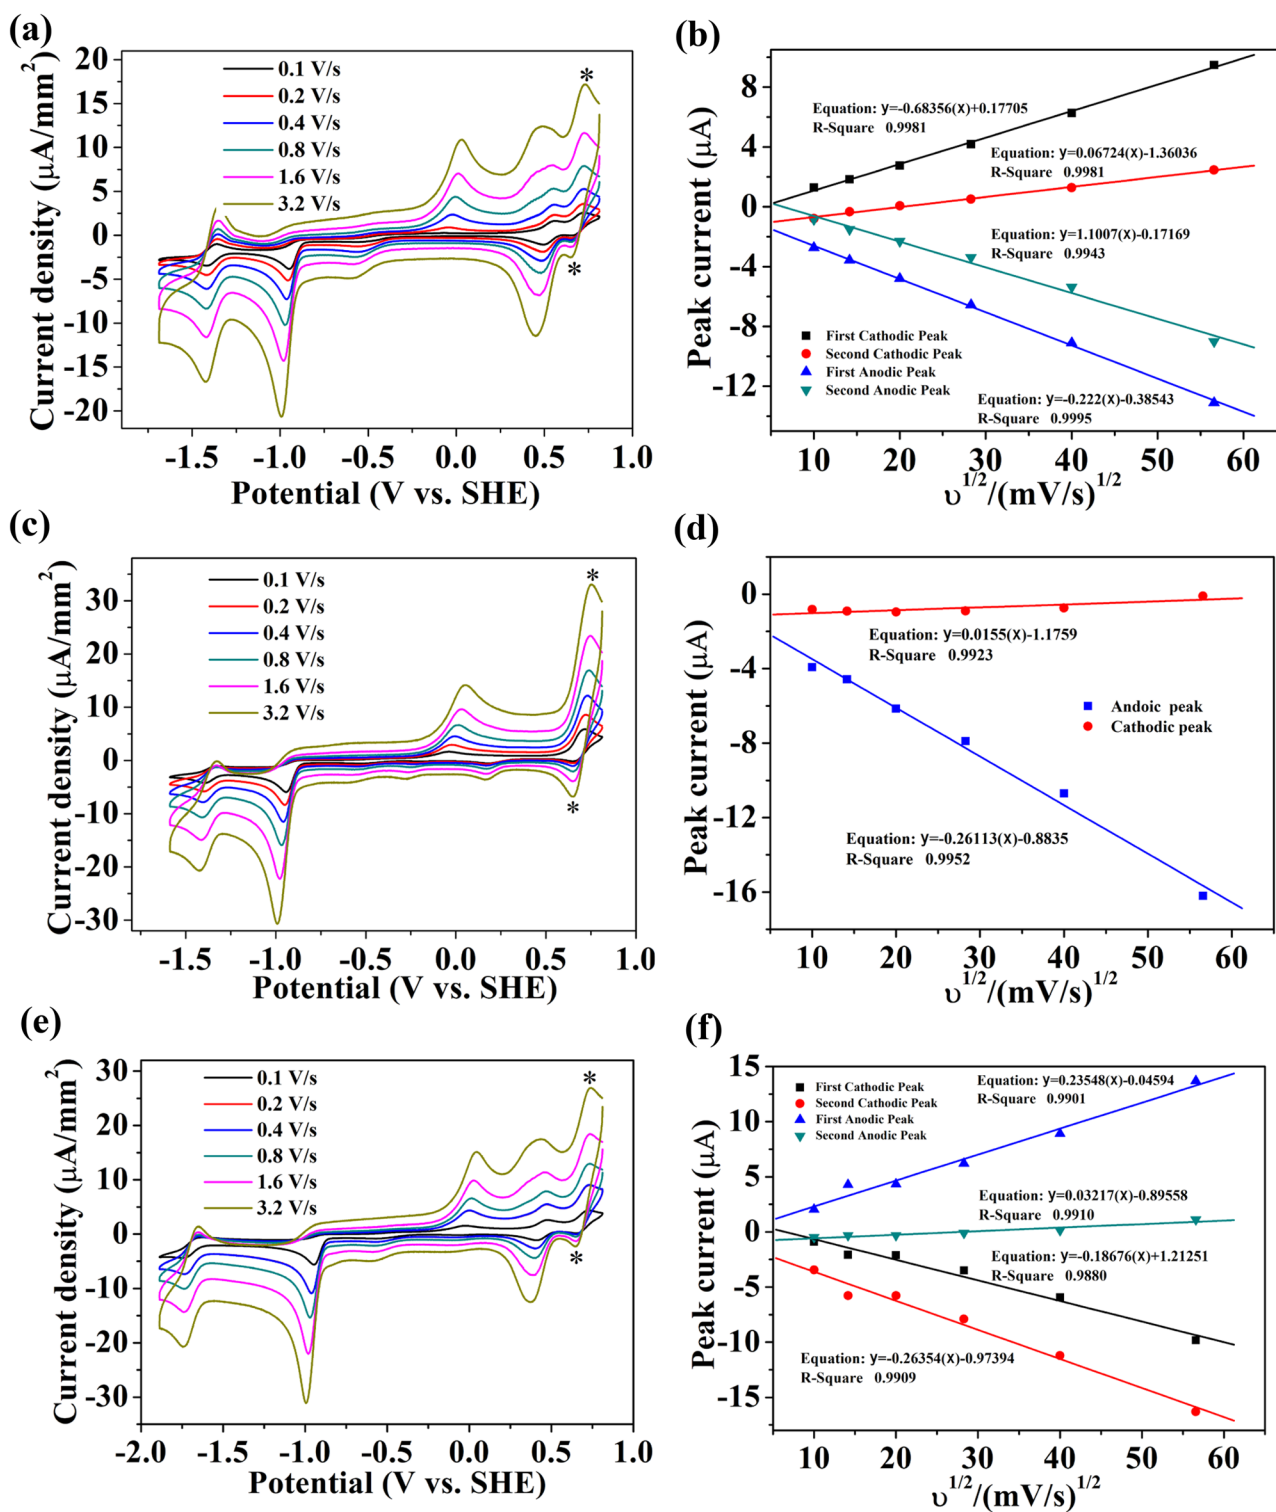 (a)
20
15
10
5
0
-5
-10
-15
-20
Current density (μA/mm²)
0.1 V/s
0.2 V/s
0.4 V/s
0.8 V/s
1.6 V/s
3.2 V/s
*
*
-1.5 -1.0 -0.5 0.0 0.5 1.0
Potential (V vs. SHE)
(b)
8
4
0
-4
-8
-12
Peak current (μA)
Equation: y=-0.68356(x)+0.17705
R-Square 0.9981
Equation: y=0.06724(x)-1.36036
R-Square 0.9981
Equation: y=1.1007(x)-0.17169
R-Square 0.9943
First Cathodic Peak
Second Cathodic Peak
First Anodic Peak
Second Anodic Peak
Equation: y=-0.222(x)-0.38543
R-Square 0.9995
10 20 30 40 50 60
υ^1/2/(mV/s)^1/2
(c)
30
20
10
0
-10
-20
-30
Current density (μA/mm²)
0.1 V/s
0.2 V/s
0.4 V/s
0.8 V/s
1.6 V/s
3.2 V/s
*
*
-1.5 -1.0 -0.5 0.0 0.5 1.0
Potential (V vs. SHE)
(d)
0
-4
-8
-12
-16
Peak current (μA)
Equation: y=0.0155(x)-1.1759
R-Square 0.9923
Andoic peak
Cathodic peak
Equation: y=-0.26113(x)-0.8835
R-Square 0.9952
10 20 30 40 50 60
υ^1/2/(mV/s)^1/2
(e)
30
20
10
0
-10
-20
-30
Current density (μA/mm²)
0.1 V/s
0.2 V/s
0.4 V/s
0.8 V/s
1.6 V/s
3.2 V/s
*
*
-2.0 -1.5 -1.0 -0.5 0.0 0.5 1.0
Potential (V vs. SHE)
(f)
15
10
5
0
-5
-10
-15
Peak current (μA)
First Cathodic Peak
Second Cathodic Peak
First Anodic Peak
Second Anodic Peak
Equation: y=0.23548(x)-0.04594
R-Square 0.9901
Equation: y=0.03217(x)-0.89558
R-Square 0.9910
Equation: y=-0.18676(x)+1.21251
R-Square 0.9880
Equation: y=-0.26354(x)-0.97394
R-Square 0.9909
10 20 30 40 50 60
υ^1/2/(mV/s)^1/2